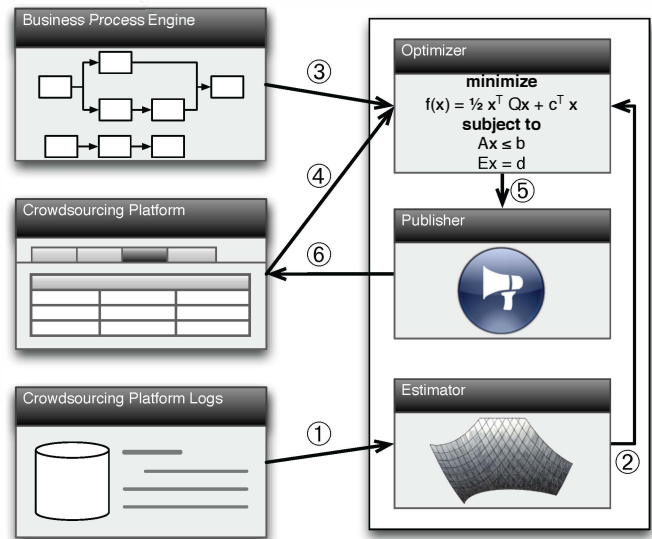 Business Process Engine
Optimizer
minimize
f(x) = ½ xᵀ Qx + cᵀ x
subject to
Ax ≤ b
Ex = d
③
④
⑤
Crowdsourcing Platform
Publisher
⑥
Crowdsourcing Platform Logs
Estimator
①
②